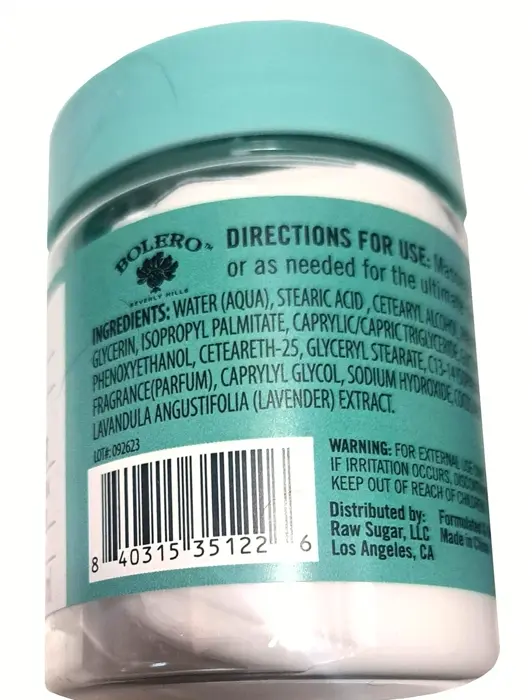 BOLERO™
BEVERLY HILLS
DIRECTIONS FOR USE:
or as needed for the
INGREDIENTS: WATER (AQUA), STEARIC ACID , CETEARYL ALCOHOL,
GLYCERIN, ISOPROPYL PALMITATE, CAPRYLIC/CAPRIC TRIGLYCERIDE,
PHENOXYETHANOL, CETEARETH-25, GLYCERYL STEARATE,
FRAGRANCE(PARFUM), CAPRYLYL GLYCOL, SODIUM HYDROXIDE,
LAVANDULA ANGUSTIFOLIA (LAVENDER) EXTRACT.
LOT#: 092623
8 40315 35122 6
WARNING: FOR EXTERNAL USE
IF IRRITATION OCCURS,
KEEP OUT OF REACH OF
Distributed by:
Raw Sugar, LLC
Los Angeles, CA
Formulated
Made in